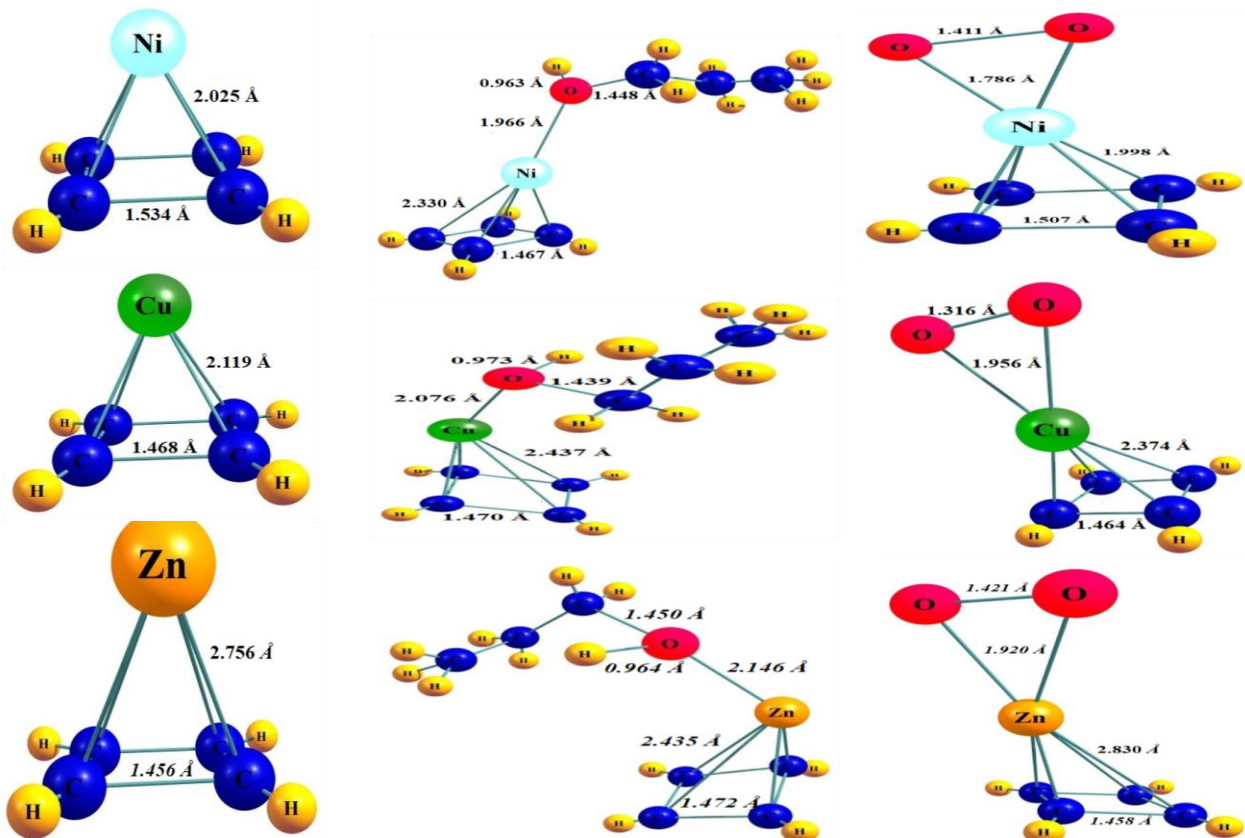 Ni
2.025 Å
H
H
C
C
1.534 Å
H
H
H
H
H
H
H
0.963 Å
O
C
C
C
H
1.448 Å
H
H
H
1.966 Å
Ni
2.330 Å
H
H
H
1.467 Å
H
O
1.411 Å
O
1.786 Å
Ni
1.998 Å
H
C
C
H
C
1.507 Å
C
H
H
Cu
2.119 Å
H
C
C
H
C
C
1.468 Å
H
H
H
H
H
H
0.973 Å
H
H
C
O
1.439 Å
C
H
2.076 Å
C
H
H
Cu
2.437 Å
H
H
H
1.470 Å
H
O
1.316 Å
O
1.956 Å
Cu
2.374 Å
H
H
C
C
1.464 Å
H
H
Zn
2.756 Å
H
C
H
C
1.456 Å
C
H
H
H
H
H
C
1.450 Å
H
O
H
H
C
H
C
H
0.964 Å
2.146 Å
H
Zn
2.435 Å
H
H
1.472 Å
H
H
O
1.421 Å
O
1.920 Å
Zn
2.830 Å
H
H
C
C
1.458 Å
H
H